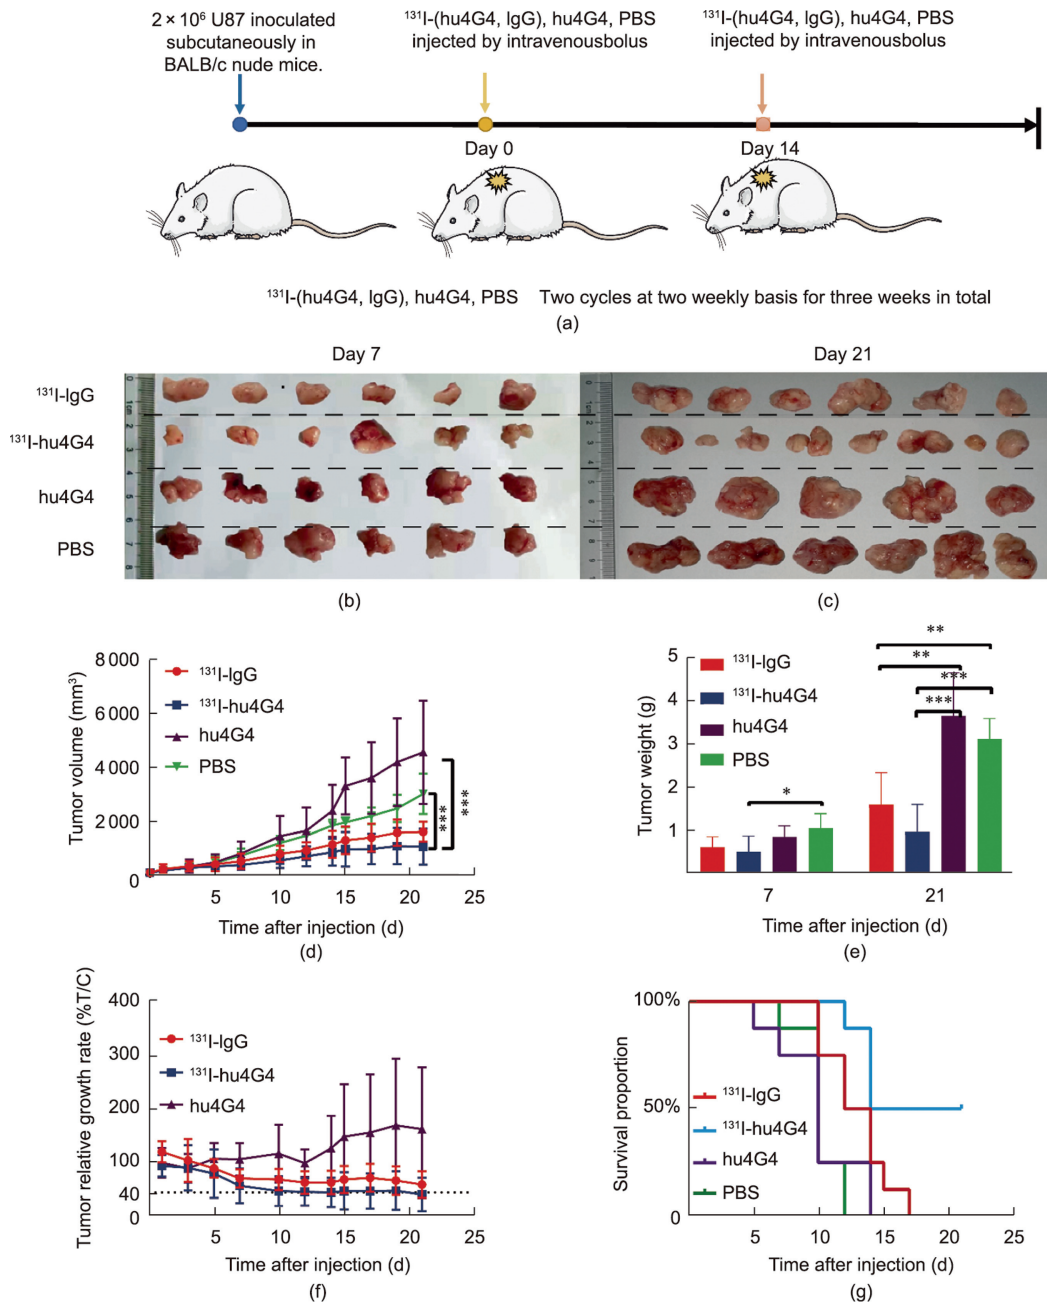 2 × 10⁶ U87 inoculated
subcutaneously in
BALB/c nude mice.
¹³¹I-(hu4G4, IgG), hu4G4, PBS
injected by intravenousbolus
¹³¹I-(hu4G4, IgG), hu4G4, PBS
injected by intravenousbolus
Day 0
Day 14
¹³¹I-(hu4G4, IgG), hu4G4, PBS Two cycles at two weekly basis for three weeks in total
(a)
Day 7
Day 21
¹³¹I-IgG
¹³¹I-hu4G4
hu4G4
PBS
(b)
(c)
Tumor volume (mm³)
8 000
6 000
4 000
2 000
0
¹³¹I-IgG
¹³¹I-hu4G4
hu4G4
PBS
***
***
5 10 15 20 25
Time after injection (d)
(d)
Tumor weight (g)
5
4
3
2
1
¹³¹I-IgG
¹³¹I-hu4G4
hu4G4
PBS
*
**
**
***
***
7 21
Time after injection (d)
(e)
Tumor relative growth rate (%T/C)
400
300
200
100
40
0
¹³¹I-IgG
¹³¹I-hu4G4
hu4G4
5 10 15 20 25
Time after injection (d)
(f)
Survival proportion
100%
50%
0
¹³¹I-IgG
¹³¹I-hu4G4
hu4G4
PBS
5 10 15 20 25
Time after injection (d)
(g)